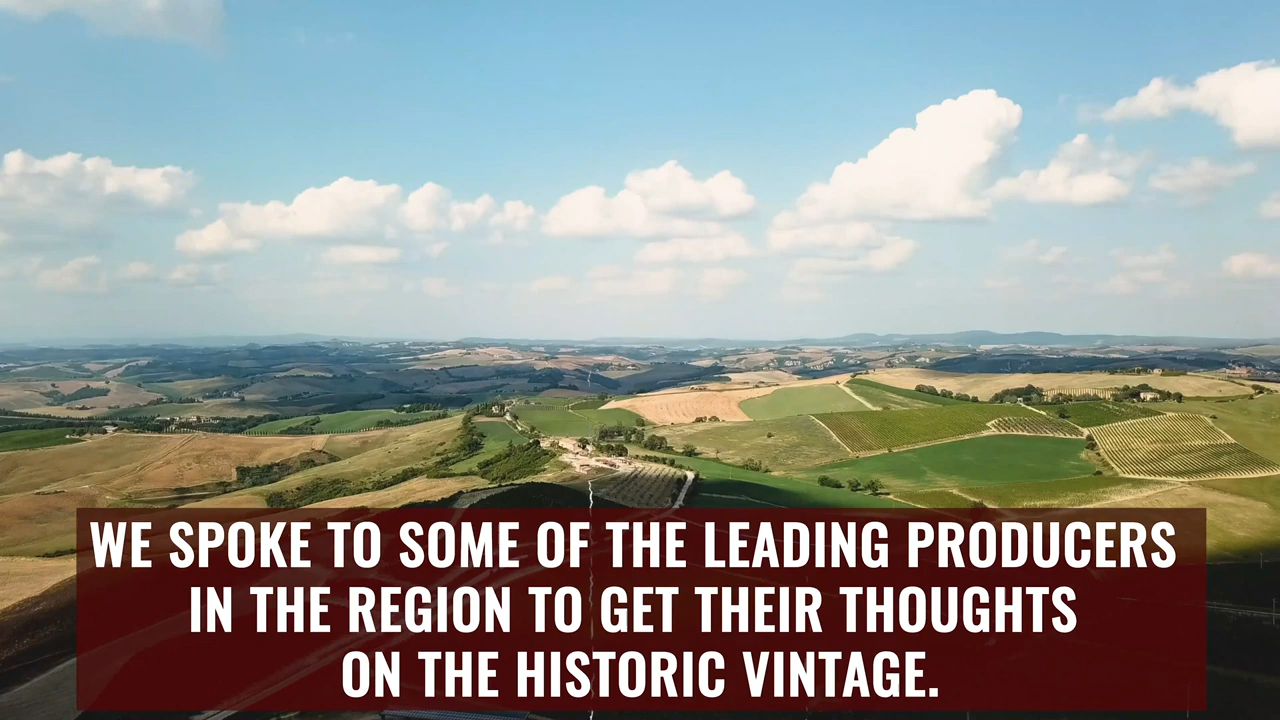 WE SPOKE TO SOME OF THE LEADING PRODUCERS
IN THE REGION TO GET THEIR THOUGHTS
ON THE HISTORIC VINTAGE.